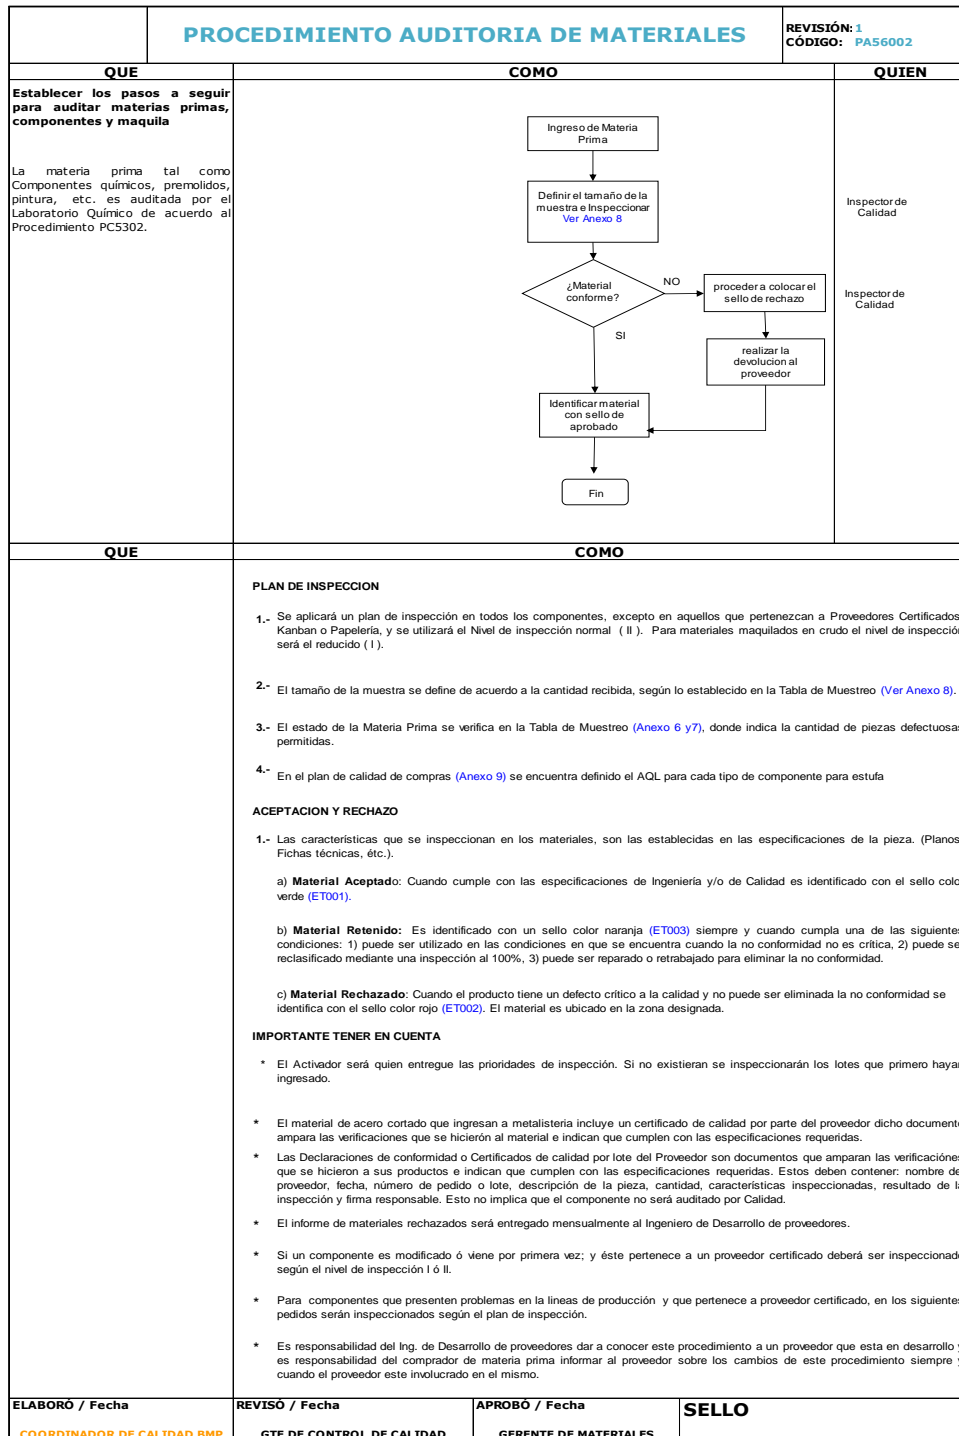 PROCEDIMIENTO AUDITORIA DE MATERIALES
REVISIÓN: 1
CÓDIGO: PA56002
QUE
COMO
QUIEN
Establecer los pasos a seguir
para auditar materias primas,
componentes y maquila
La materia prima tal como
Componentes químicos, premolidos,
pintura, etc. es auditada por el
Laboratorio Químico de acuerdo al
Procedimiento PC5302.
Ingreso de Materia
Prima
Definir el tamaño de la
muestra e Inspeccionar
Ver Anexo 8
Inspector de
Calidad
¿Material
conforme?
NO
proceder a colocar el
sello de rechazo
Inspector de
Calidad
SI
realizar la
devolucion al
proveedor
Identificar material
con sello de
aprobado
Fin
QUE
COMO
PLAN DE INSPECCION
1.- Se aplicará un plan de inspección en todos los componentes, excepto en aquellos que pertenezcan a Proveedores Certificados
Kanban o Papelería, y se utilizará el Nivel de inspección normal ( II ). Para materiales maquilados en crudo el nivel de inspección
será el reducido ( I ).
2.- El tamaño de la muestra se define de acuerdo a la cantidad recibida, según lo establecido en la Tabla de Muestreo (Ver Anexo 8).
3.- El estado de la Materia Prima se verifica en la Tabla de Muestreo (Anexo 6 y7), donde indica la cantidad de piezas defectuosas
permitidas.
4.- En el plan de calidad de compras (Anexo 9) se encuentra definido el AQL para cada tipo de componente para estufa
ACEPTACION Y RECHAZO
1.- Las características que se inspeccionan en los materiales, son las establecidas en las especificaciones de la pieza. (Planos
Fichas técnicas, étc.).
a) Material Aceptado: Cuando cumple con las especificaciones de Ingeniería y/o de Calidad es identificado con el sello colo
verde (ET001).
b) Material Retenido: Es identificado con un sello color naranja (ET003) siempre y cuando cumpla una de las siguientes
condiciones: 1) puede ser utilizado en las condiciones en que se encuentra cuando la no conformidad no es crítica, 2) puede se
reclasificado mediante una inspección al 100%, 3) puede ser reparado o retrabajado para eliminar la no conformidad.
c) Material Rechazado: Cuando el producto tiene un defecto crítico a la calidad y no puede ser eliminada la no conformidad se
identifica con el sello color rojo (ET002). El material es ubicado en la zona designada.
IMPORTANTE TENER EN CUENTA
* El Activador será quien entregue las prioridades de inspección. Si no existieran se inspeccionarán los lotes que primero hayan
ingresado.
* El material de acero cortado que ingresan a metalisteria incluye un certificado de calidad por parte del proveedor dicho documento
ampara las verificaciones que se hicierón al material e indican que cumplen con las especificaciones requeridas.
* Las Declaraciones de conformidad o Certificados de calidad por lote del Proveedor son documentos que amparan las verificaciónes
que se hicieron a sus productos e indican que cumplen con las especificaciones requeridas. Estos deben contener: nombre de
proveedor, fecha, número de pedido o lote, descripción de la pieza, cantidad, características inspeccionadas, resultado de la
inspección y firma responsable. Esto no implica que el componente no será auditado por Calidad.
* El informe de materiales rechazados será entregado mensualmente al Ingeniero de Desarrollo de proveedores.
* Si un componente es modificado ó viene por primera vez; y éste pertenece a un proveedor certificado deberá ser inspeccionado
según el nivel de inspección I ó II.
* Para componentes que presenten problemas en la lineas de producción y que pertenece a proveedor certificado, en los siguientes
pedidos serán inspeccionados según el plan de inspección.
* Es responsabilidad del Ing. de Desarrollo de proveedores dar a conocer este procedimiento a un proveedor que esta en desarrollo y
es responsabilidad del comprador de materia prima informar al proveedor sobre los cambios de este procedimiento siempre y
cuando el proveedor este involucrado en el mismo.
ELABORÓ / Fecha
REVISÓ / Fecha
APROBÓ / Fecha
SELLO
COORDINADOR DE CALIDAD BMP
GTE DE CONTROL DE CALIDAD
GERENTE DE MATERIALES